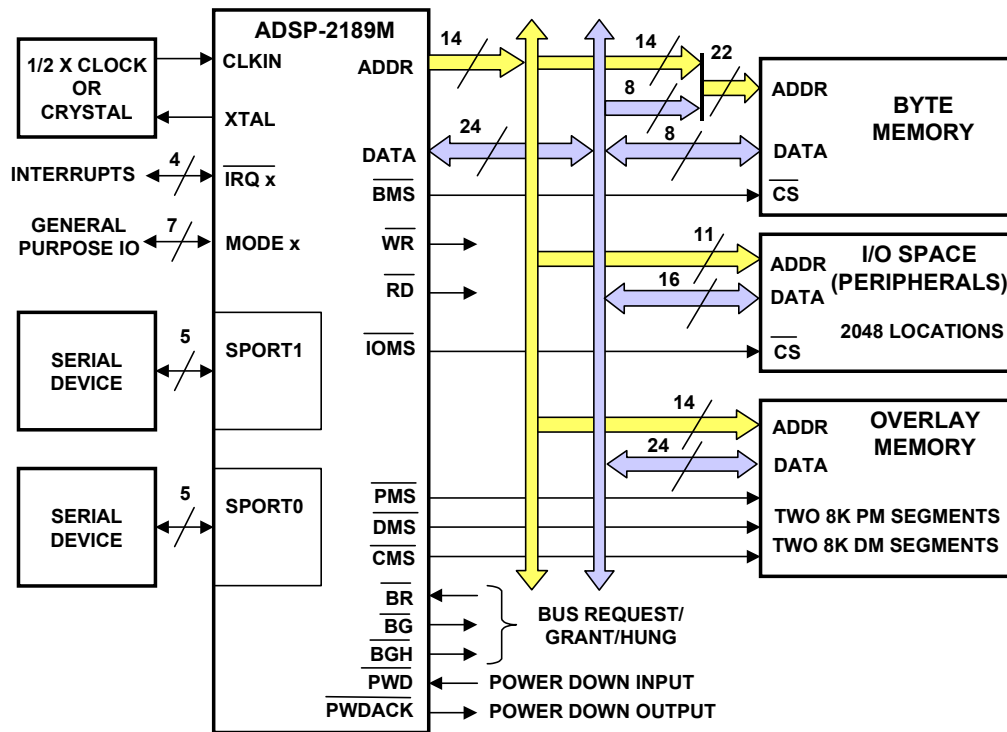 ADSP-2189M
1/2 X CLOCK
OR
CRYSTAL
CLKIN
XTAL
INTERRUPTS
4
IRQ x
GENERAL
PURPOSE IO
7
MODE x
SERIAL
DEVICE
5
SPORT1
SERIAL
DEVICE
5
SPORT0
ADDR
14
14
22
8
DATA
24
8
BMS
WR
RD
IOMS
11
16
14
24
PMS
DMS
CMS
BR
BG
BGH
BUS REQUEST/
GRANT/HUNG
PWD
POWER DOWN INPUT
PWDACK
POWER DOWN OUTPUT
ADDR
BYTE
MEMORY
DATA
CS
I/O SPACE
(PERIPHERALS)
ADDR
DATA
2048 LOCATIONS
CS
OVERLAY
MEMORY
ADDR
DATA
TWO 8K PM SEGMENTS
TWO 8K DM SEGMENTS